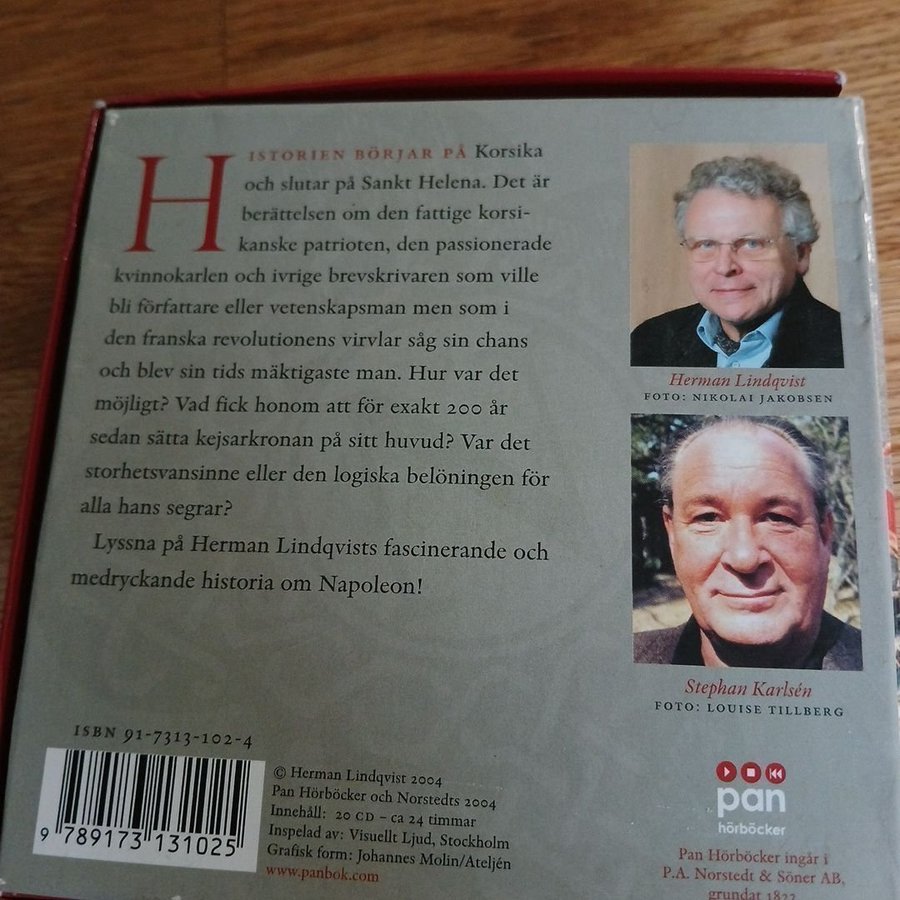 HISTORIEN BÖRJAR PÅ Korsika
och slutar på Sankt Helena. Det är
berättelsen om den fattige korsi-
kanske patrioten, den passionerade
kvinnokarlen och ivrige brevskrivaren som ville
bli författare eller vetenskapsman men som i
den franska revolutionens virvlar såg sin chans
och blev sin tids mäktigaste man. Hur var det
möjligt? Vad fick honom att för exakt 200 år
sedan sätta kejsarkronan på sitt huvud? Var det
storhetsvansinne eller den logiska belöningen för
alla hans segrar?
Lyssna på Herman Lindqvists fascinerande och
medryckande historia om Napoleon!
Herman Lindqvist
FOTO: NIKOLAI JAKOBSEN
Stephan Karlsén
FOTO: LOUISE TILLBERG
ISBN 91-7313-102-4
9 789173 131025
© Herman Lindqvist 2004
Pan Hörböcker och Norstedts 2004
Innehåll: 20 CD – ca 24 timmar
Inspelad av: Visuellt Ljud, Stockholm
Grafisk form: Johannes Molin/Ateljén
www.panbok.com
pan
hörböcker
Pan Hörböcker ingår i
P.A. Norstedt & Söner AB,
grundat 1823